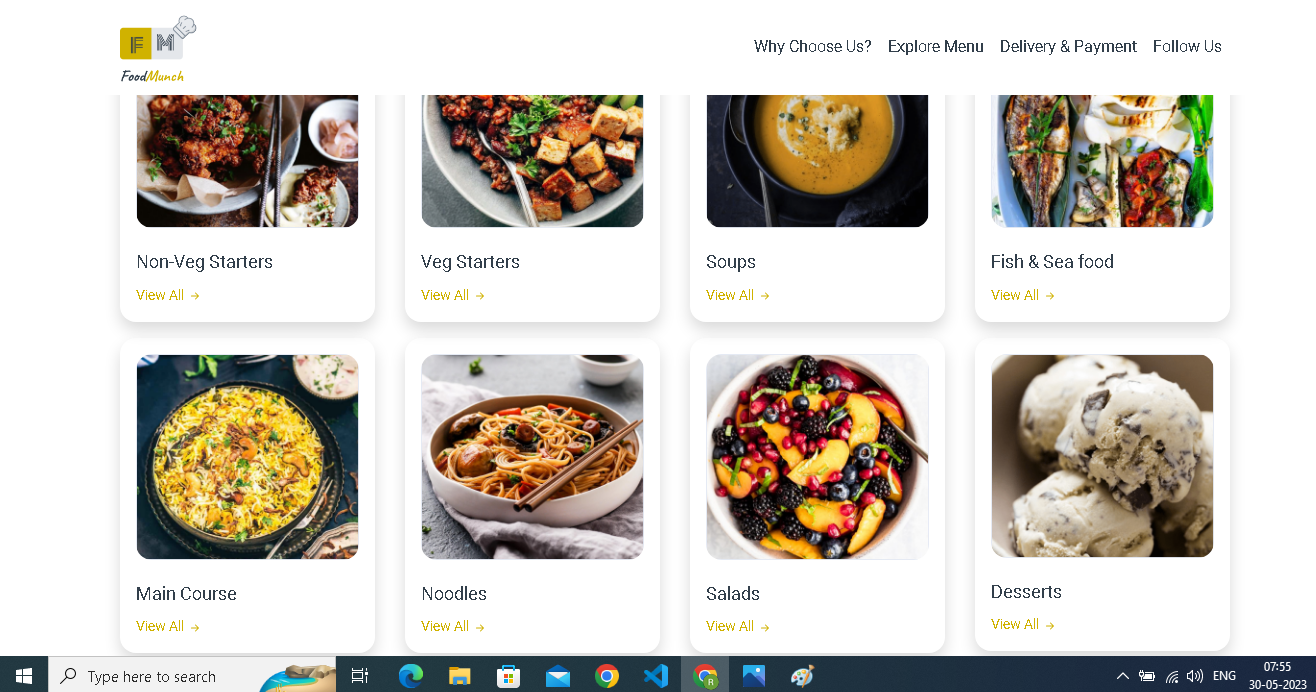 F M
FoodMunch
Why Choose Us? Explore Menu Delivery & Payment Follow Us
Non-Veg Starters
View All →
Veg Starters
View All →
Soups
View All →
Fish & Sea food
View All →
Main Course
View All →
Noodles
View All →
Salads
View All →
Desserts
View All →
Type here to search
R
ENG
07:55
30-05-2023